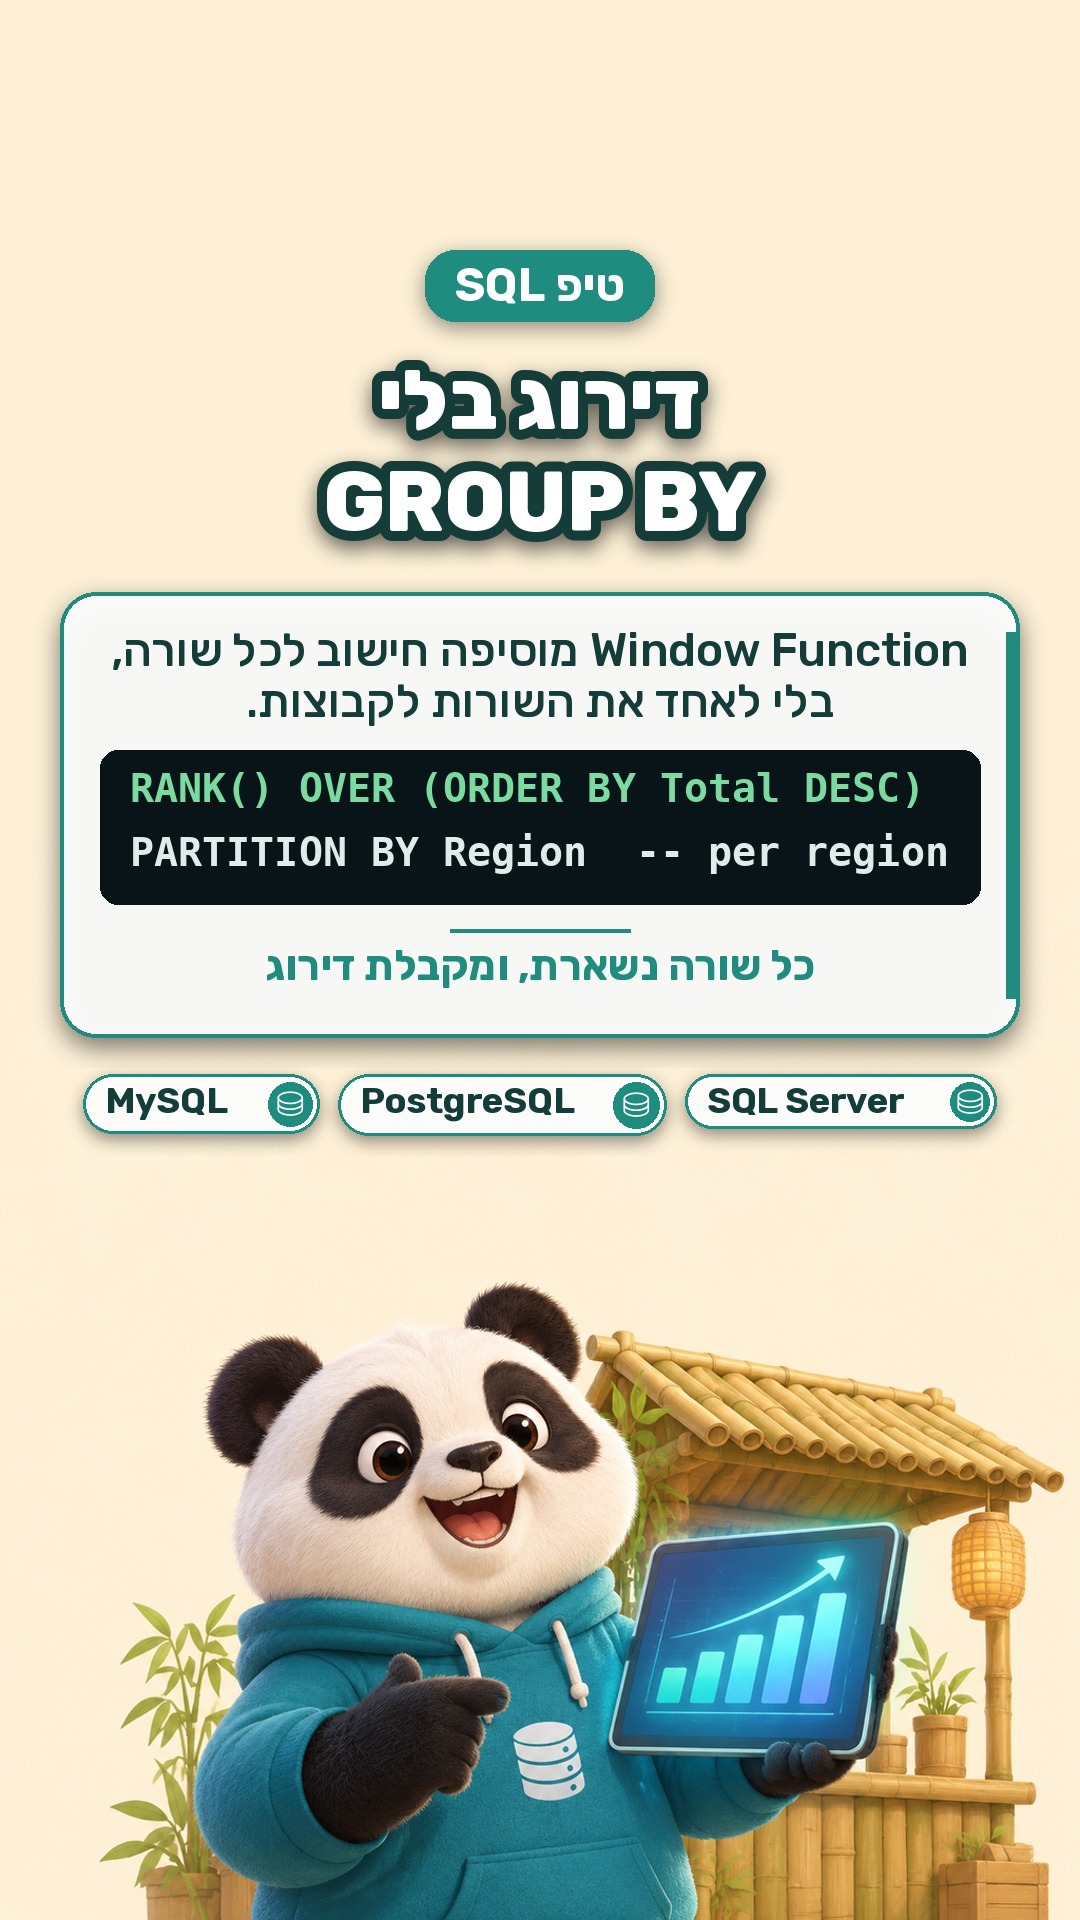 טיפ SQL
דירוג בלי
GROUP BY
Window Function מוסיפה חישוב לכל שורה,
בלי לאחד את השורות לקבוצות.
RANK() OVER (ORDER BY Total DESC)
PARTITION BY Region  -- per region
כל שורה נשארת, ומקבלת דירוג
MySQL
PostgreSQL
SQL Server